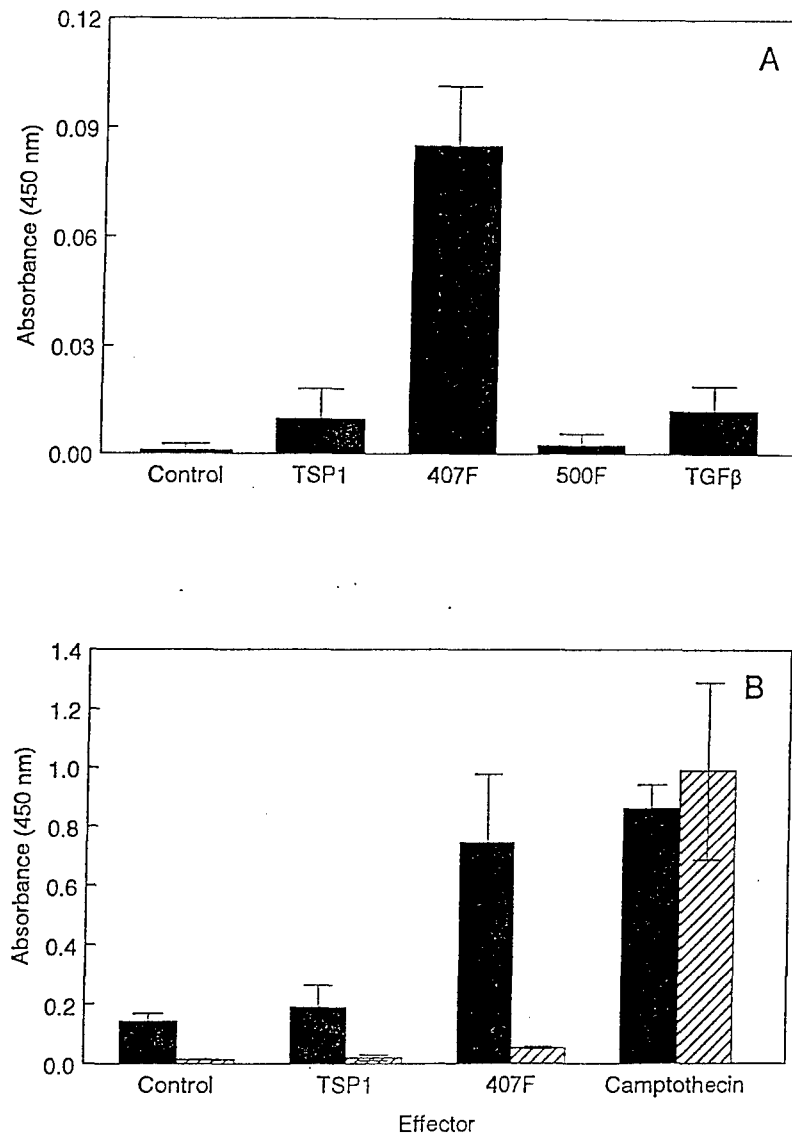 A
Absorbance (450 nm)
0.12
0.09
0.06
0.03
0.00
Control TSP1 407F 500F TGFβ
B
Absorbance (450 nm)
1.4
1.2
1.0
0.8
0.6
0.4
0.2
0.0
Control TSP1 407F Camptothecin
Effector